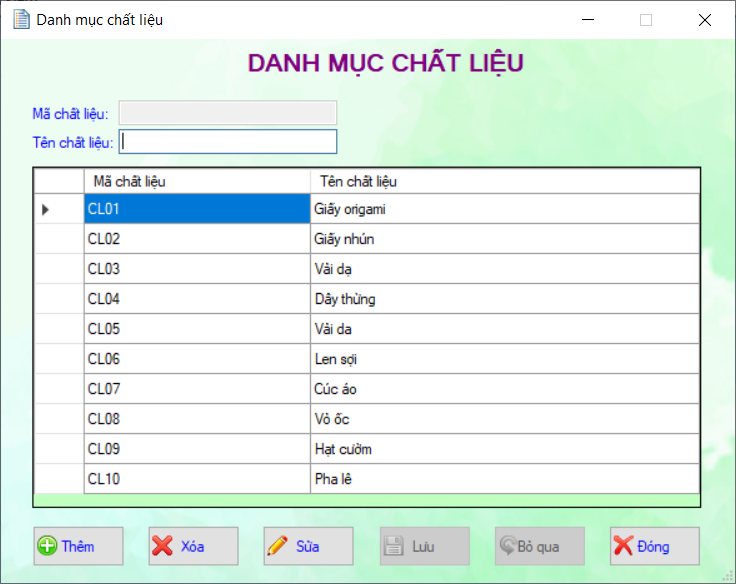 Danh mục chất liệu
DANH MỤC CHẤT LIỆU
Mã chất liệu:
Tên chất liệu:
Mã chất liệu Tên chất liệu
CL01 Giấy origami
CL02 Giấy nhún
CL03 Vải dạ
CL04 Dây thừng
CL05 Vải da
CL06 Len sợi
CL07 Cúc áo
CL08 Vỏ ốc
CL09 Hạt cườm
CL10 Pha lê
Thêm Xóa Sửa Lưu Bỏ qua Đóng